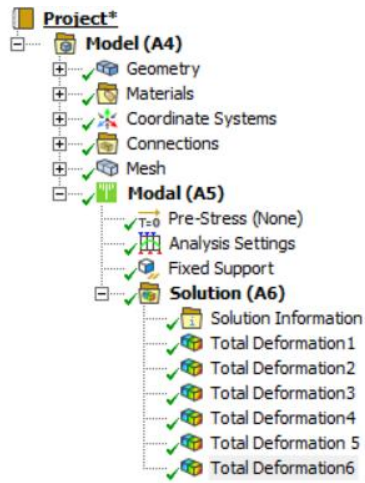 Project*
Model (A4)
Geometry
Materials
Coordinate Systems
Connections
Mesh
Modal (A5)
T=0 Pre-Stress (None)
Analysis Settings
Fixed Support
Solution (A6)
Solution Information
Total Deformation1
Total Deformation2
Total Deformation3
Total Deformation4
Total Deformation 5
Total Deformation6